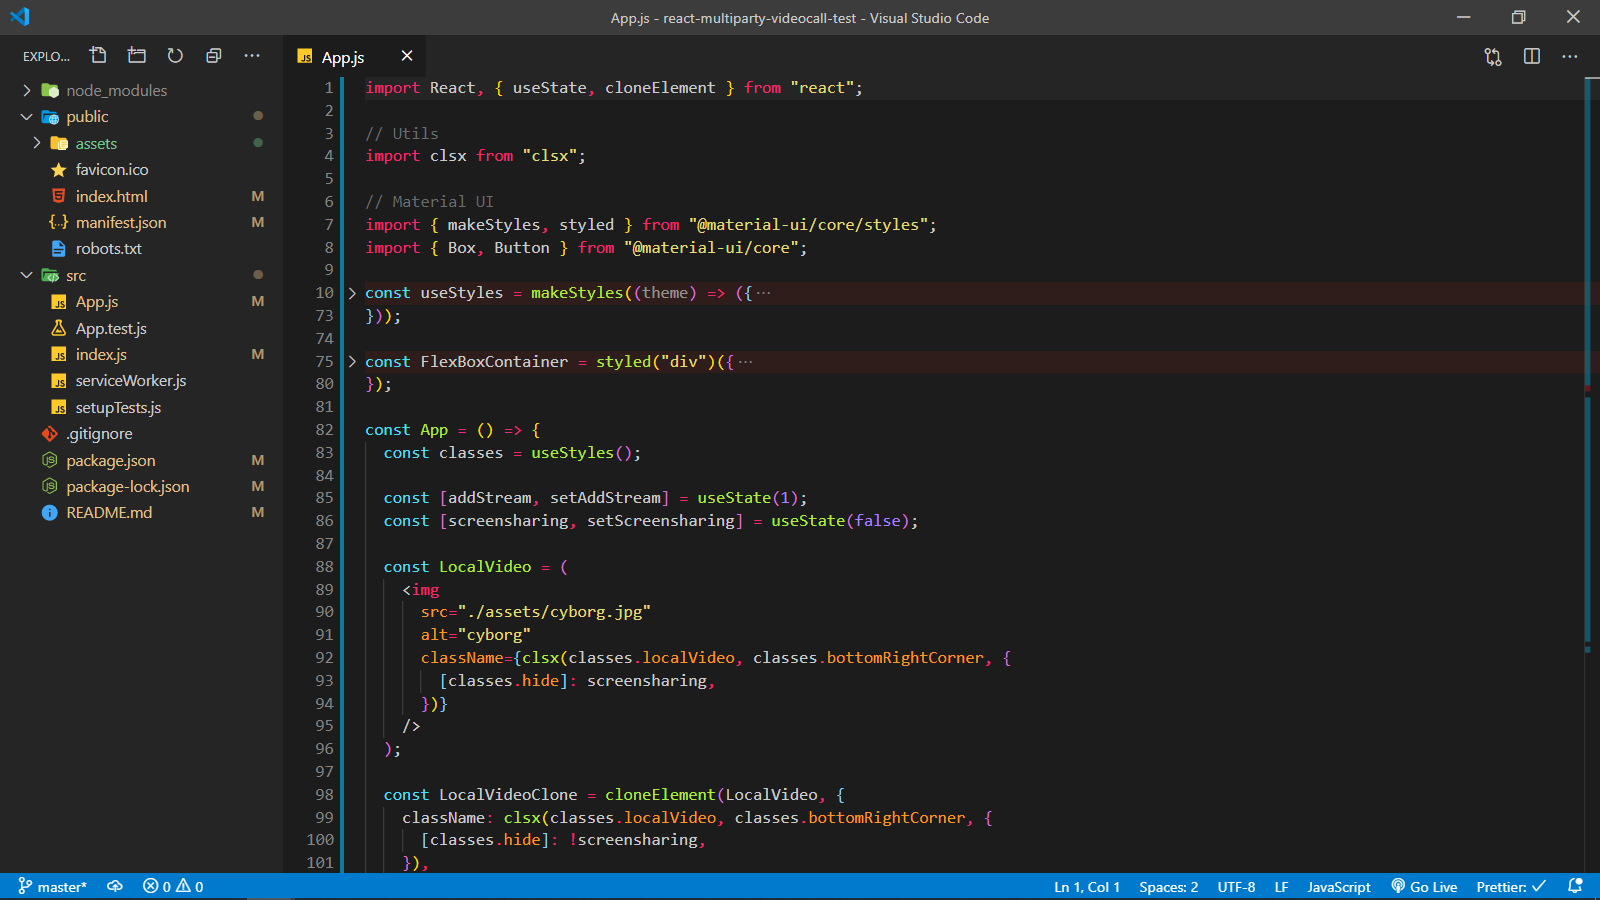 App.js - react-multiparty-videocall-test - Visual Studio Code
EXPLO...
node_modules
public
assets
favicon.ico
index.html M
manifest.json M
robots.txt
src
App.js M
App.test.js
index.js M
serviceWorker.js
setupTests.js
.gitignore
package.json M
package-lock.json M
README.md M
JS App.js
1 import React, { useState, cloneElement } from "react";
2
3 // Utils
4 import clsx from "clsx";
5
6 // Material UI
7 import { makeStyles, styled } from "@material-ui/core/styles";
8 import { Box, Button } from "@material-ui/core";
9
10 const useStyles = makeStyles((theme) => ({ ···
73 }));
74
75 const FlexBoxContainer = styled("div")({ ···
80 });
81
82 const App = () => {
83 const classes = useStyles();
84
85 const [addStream, setAddStream] = useState(1);
86 const [screensharing, setScreensharing] = useState(false);
87
88 const LocalVideo = (
89 <img
90 src="./assets/cyborg.jpg"
91 alt="cyborg"
92 className={clsx(classes.localVideo, classes.bottomRightCorner, {
93 [classes.hide]: screensharing,
94 })}
95 />
96 );
97
98 const LocalVideoClone = cloneElement(LocalVideo, {
99 className: clsx(classes.localVideo, classes.bottomRightCorner, {
100 [classes.hide]: !screensharing,
101 }),
master* 0 0 Ln 1, Col 1 Spaces: 2 UTF-8 LF JavaScript Go Live Prettier: ✓